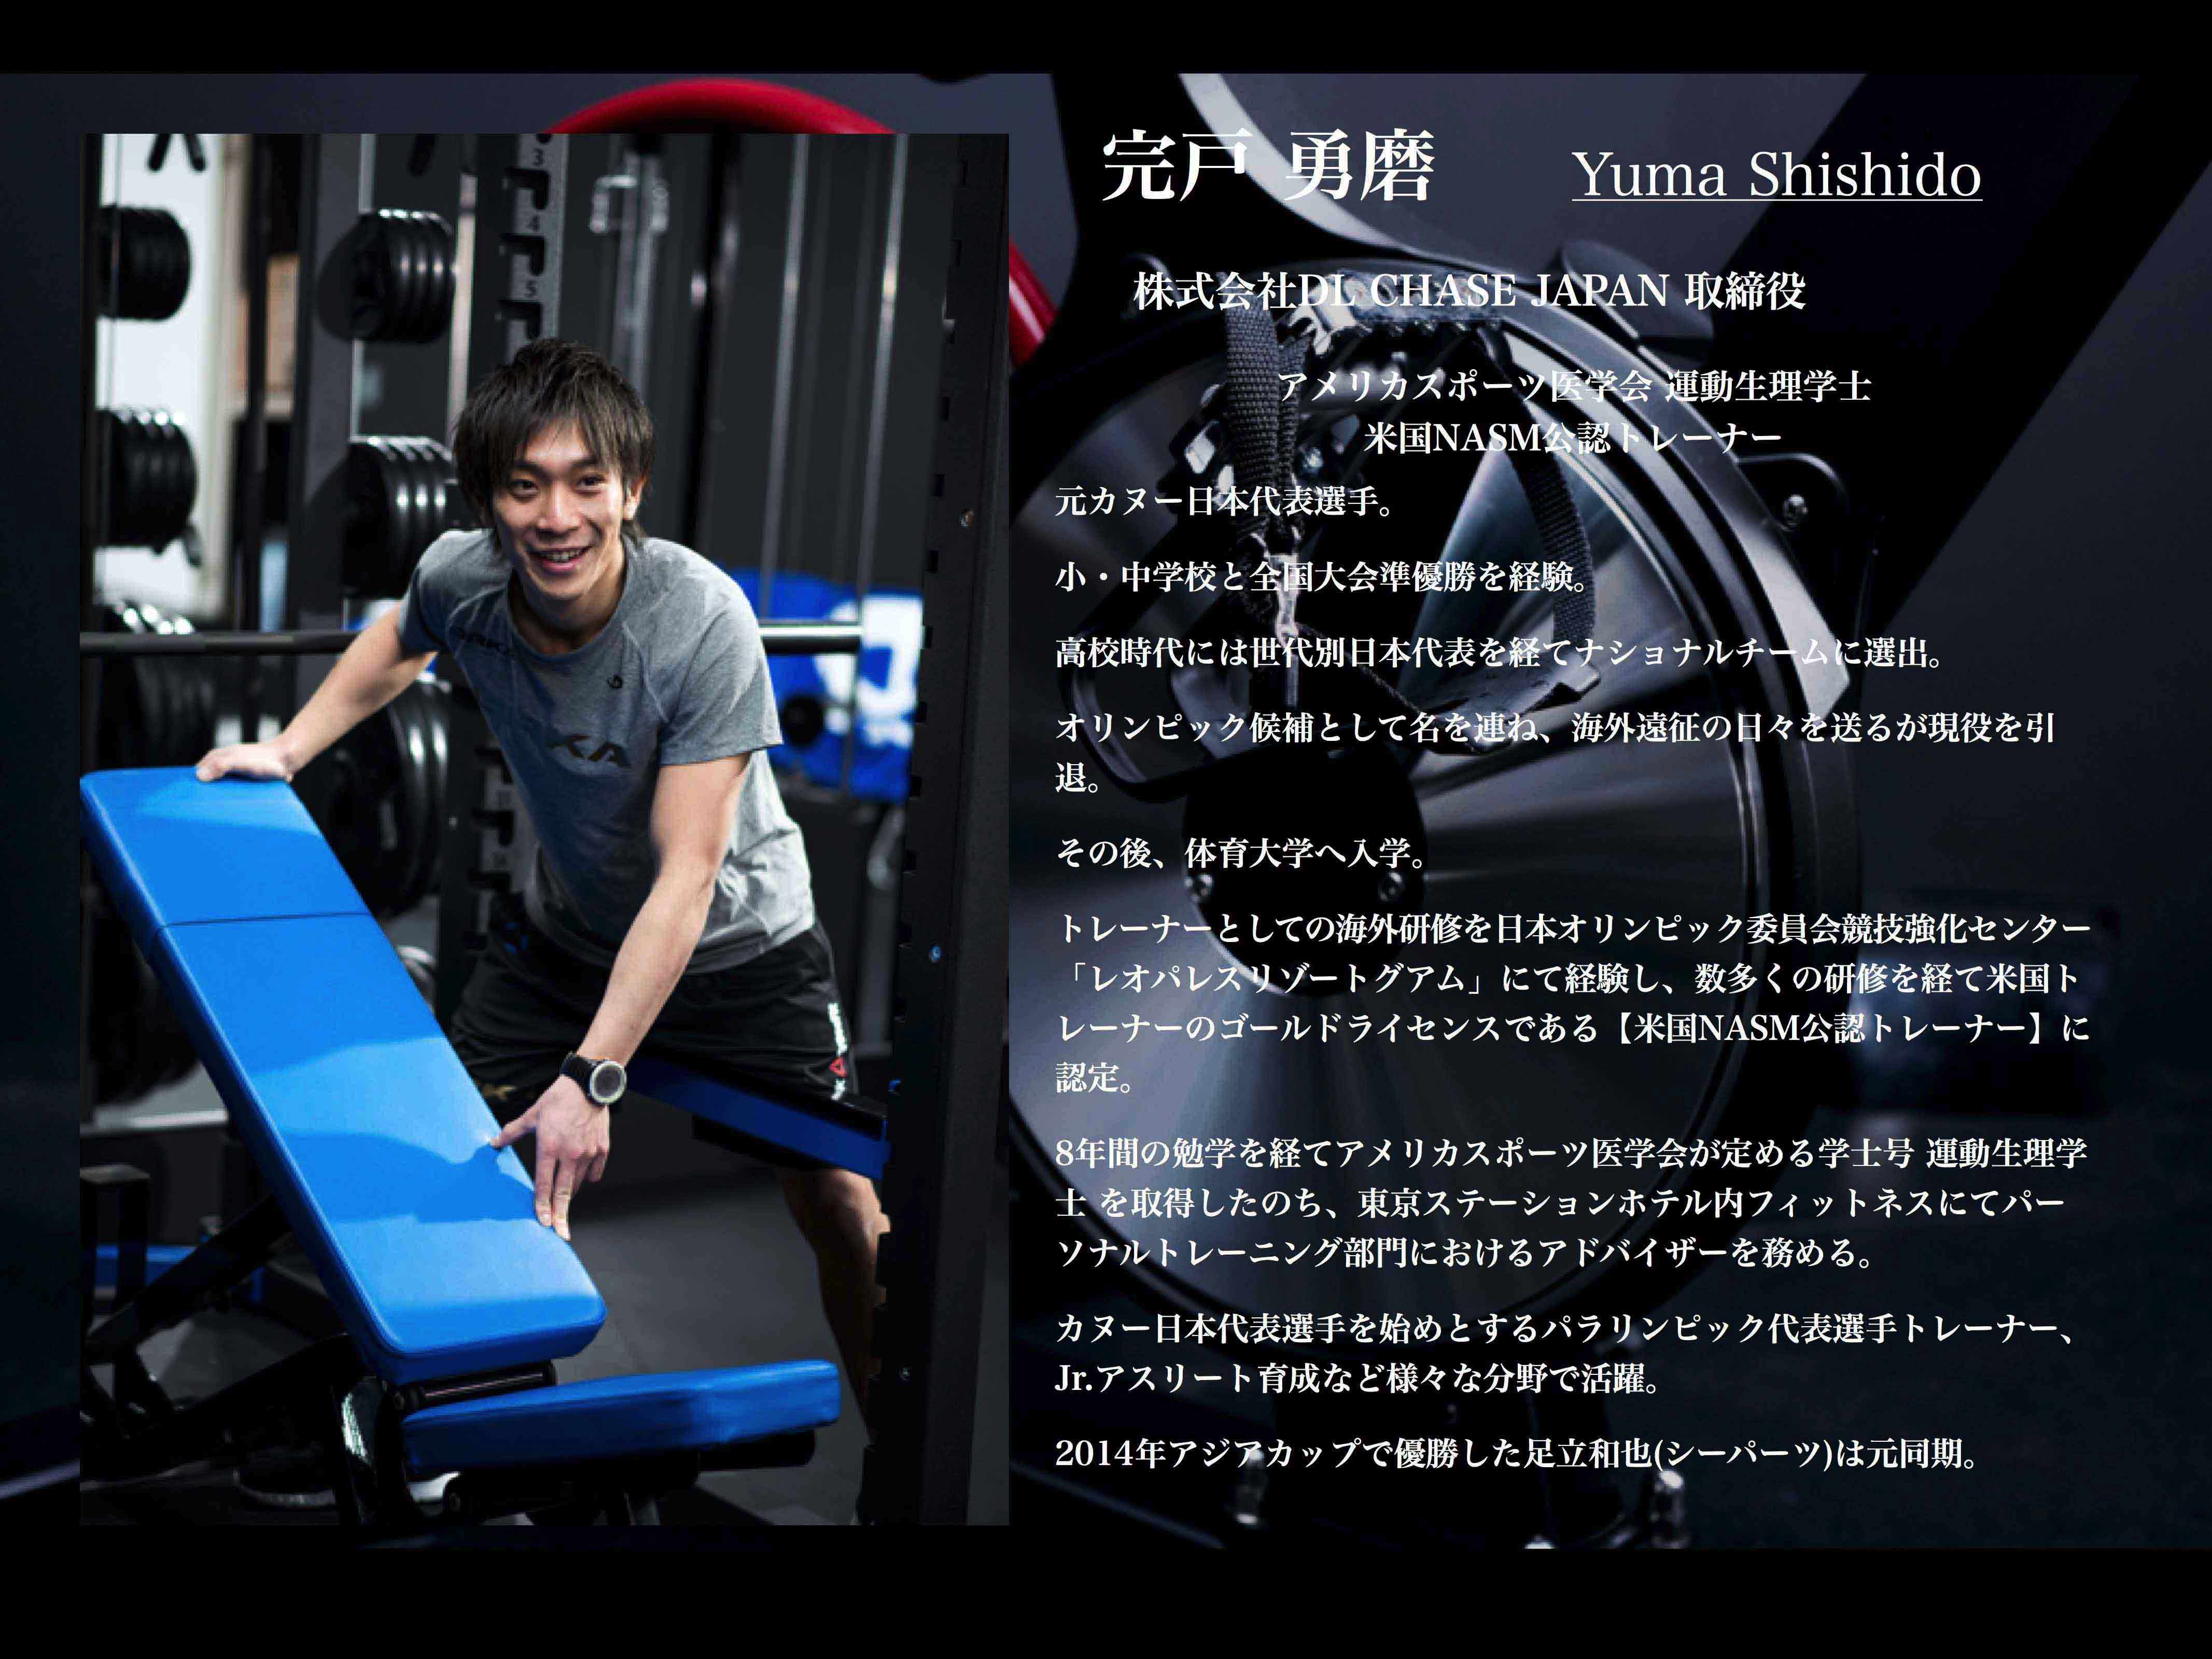 宍戸 勇磨 Yuma Shishido
株式会社DL CHASE JAPAN 取締役
アメリカスポーツ医学会 運動生理学士
米国NASM公認トレーナー
元カヌー日本代表選手。
小・中学校と全国大会準優勝を経験。
高校時代には世代別日本代表を経てナショナルチームに選出。
オリンピック候補として名を連ね、海外遠征の日々を送るが現役を引
退。
その後、体育大学へ入学。
トレーナーとしての海外研修を日本オリンピック委員会競技強化センター
「レオパレスリゾートグアム」にて経験し、数多くの研修を経て米国ト
レーナーのゴールドライセンスである【米国NASM公認トレーナー】に
認定。
8年間の勉学を経てアメリカスポーツ医学会が定める学士号 運動生理学
士 を取得したのち、東京ステーションホテル内フィットネスにてパー
ソナルトレーニング部門におけるアドバイザーを務める。
カヌー日本代表選手を始めとするパラリンピック代表選手トレーナー、
Jr.アスリート育成など様々な分野で活躍。
2014年アジアカップで優勝した足立和也(シーパーツ)は元同期。
3
4
5